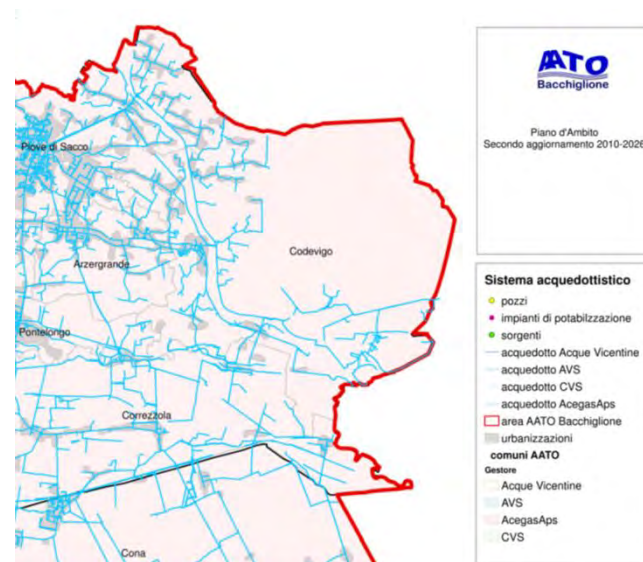 AATO
Bacchiglione
Piano d'Ambito
Secondo aggiornamento 2010-2026
Piove di Sacco
Codevigo
Arzergrande
Pontelongo
Correzzola
Cona
Sistema acquedottistico
pozzi
impianti di potabilzzazione
sorgenti
acquedotto Acque Vicentine
acquedotto AVS
acquedotto CVS
acquedotto AcegasAps
area AATO Bacchiglione
urbanizzazioni
comuni AATO
Gestore
Acque Vicentine
AVS
AcegasAps
CVS